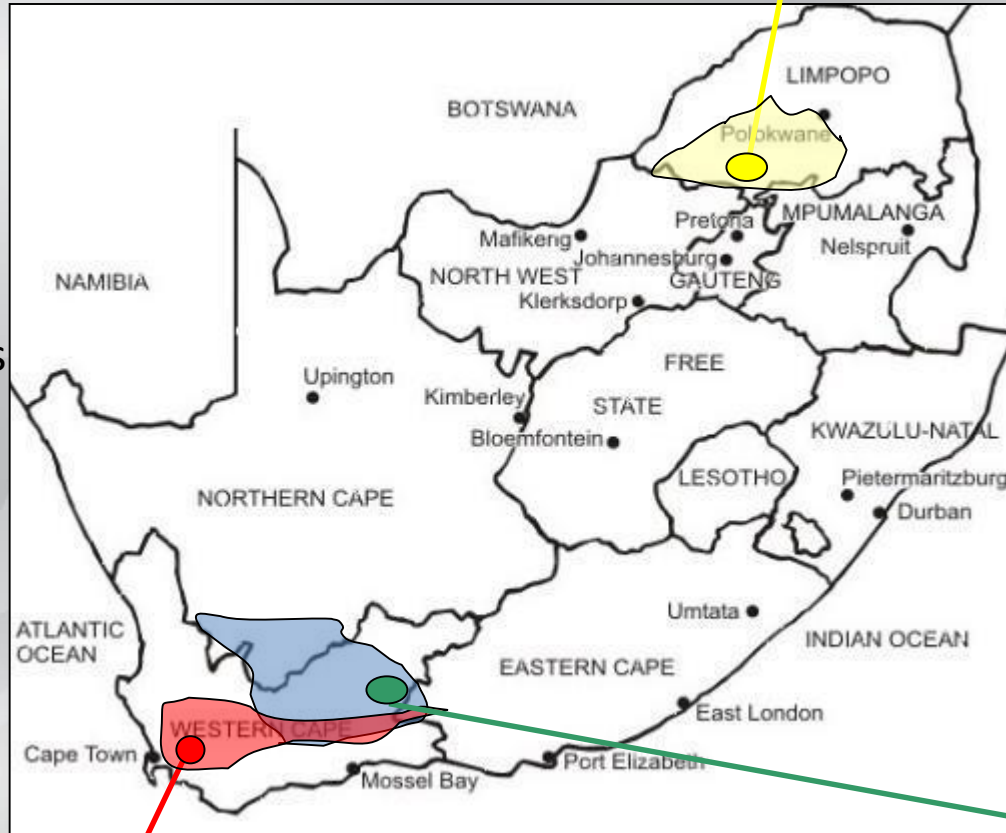 LIMPOPO
BOTSWANA
Polokwane
Pretoria
MPUMALANGA
Mafikeng
Nelspruit
Johannesburg
NAMIBIA
NORTH WEST
GAUTENG
Klerksdorp
s
FREE
STATE
Upington
Kimberley
Bloemfontein
KWAZULU-NATAL
LESOTHO
Pietermaritzburg
NORTHERN CAPE
Durban
Umtata
ATLANTIC
OCEAN
INDIAN OCEAN
EASTERN CAPE
East London
WESTERN CAPE
Cape Town
Port Elizabeth
Mossel Bay